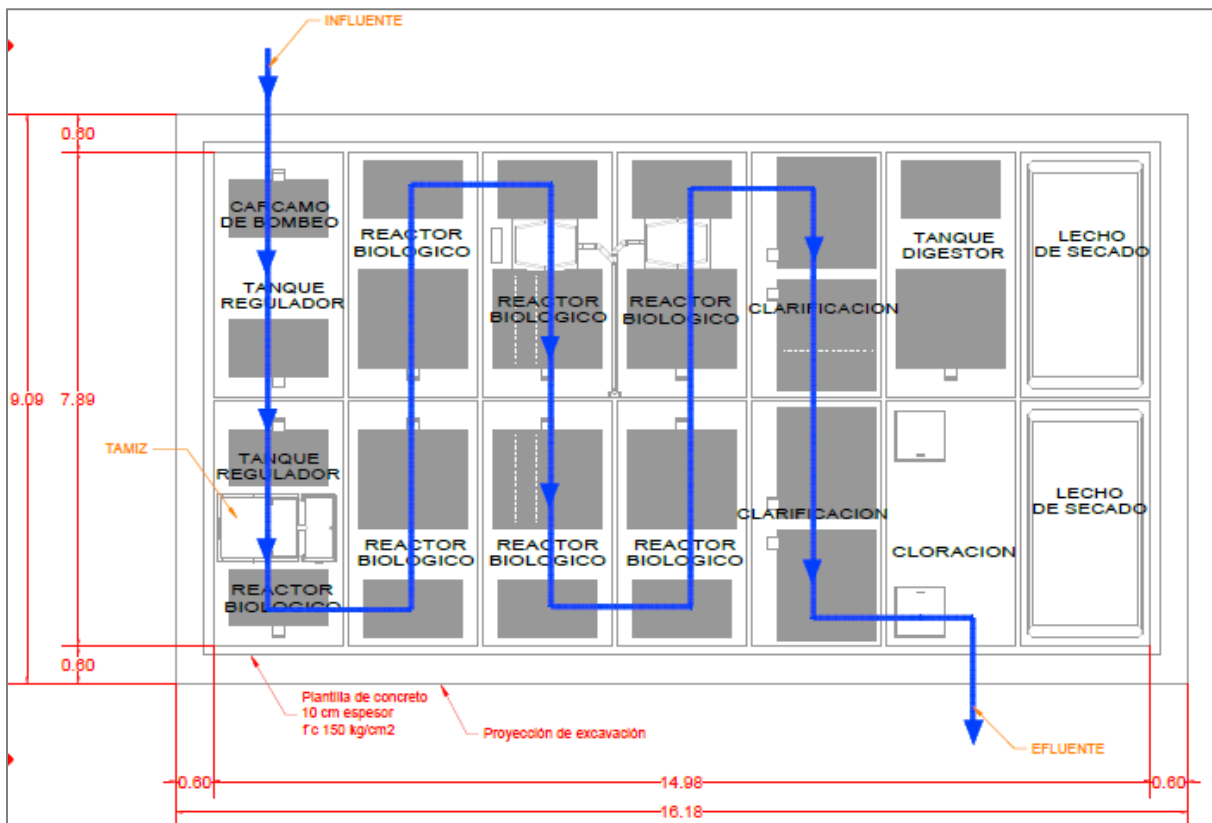 INFLUENTE
0.60
CARCAMO
DE BOMBEO
REACTOR
BIOLOGICO
TANQUE
DIGESTOR
LECHO
DE SECADO
TANQUE
REGULADOR
REACTOR
BIOLOGICO
REACTOR
BIOLOGICO
CLARIFICACION
9.09
7.89
TAMIZ
TANQUE
REGULADOR
CLARIFICACION
LECHO
DE SECADO
REACTOR
BIOLOGICO
REACTOR
BIOLOGICO
REACTOR
BIOLOGICO
CLORACION
REACTOR
BIOLOGICO
0.60
Plantilla de concreto
10 cm espesor
f'c 150 kg/cm2
Proyección de excavación
EFLUENTE
0.60
14.98
0.60
16.18